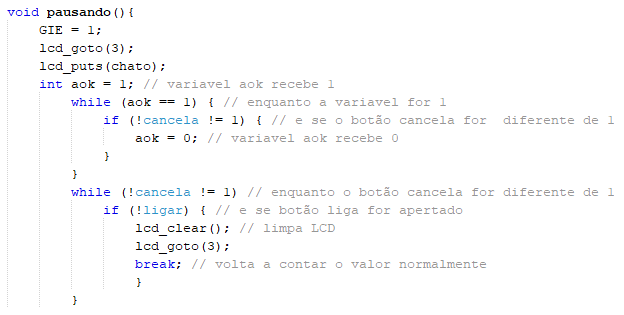 void pausando(){
GIE = 1;
lcd_goto(3);
lcd_puts(chato);
int aok = 1; // variavel aok recebe 1
while (aok == 1) { // enquanto a variavel for 1
if (!cancela != 1) { // e se o botão cancela for  diferente de 1
aok = 0; // variavel aok recebe 0
}
}
while (!cancela != 1) // enquanto o botão cancela for diferente de 1
if (!ligar) { // e se botão liga for apertado
lcd_clear(); // limpa LCD
lcd_goto(3);
break; // volta a contar o valor normalmente
}
}